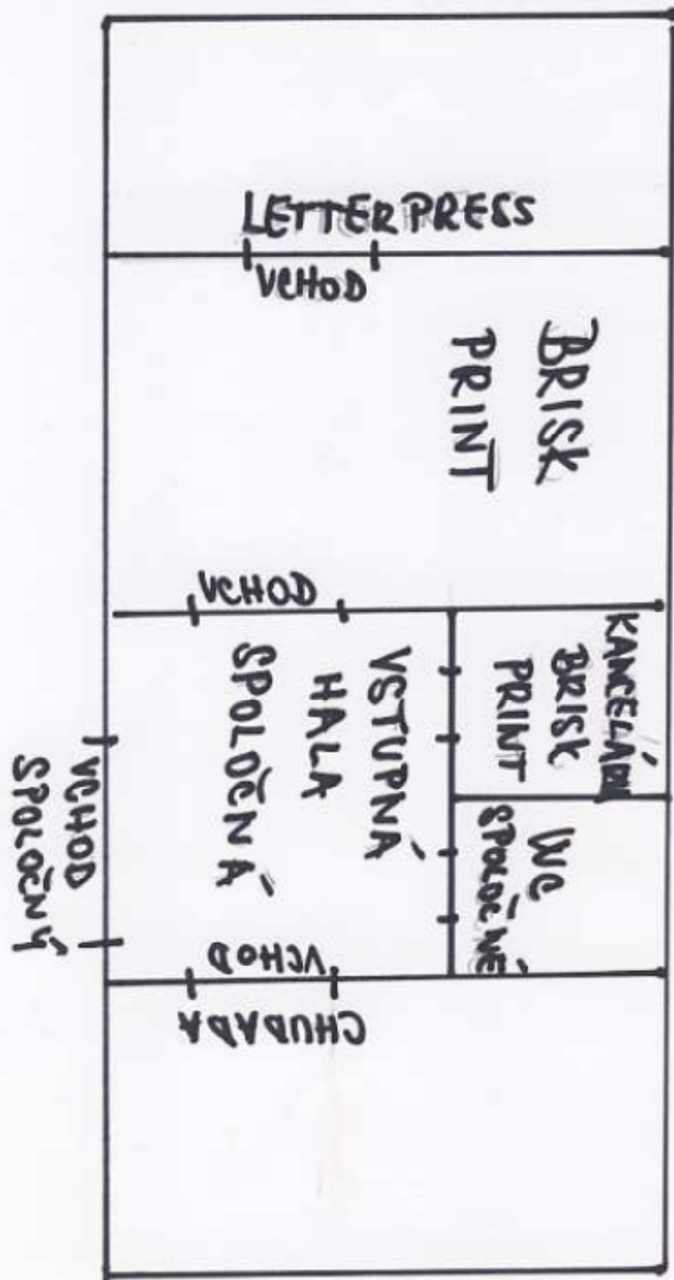 LETTERPRESS
VCHOD
BRISK
PRINT
VCHOD
KANCELÁRIA
BRISK
PRINT
VSTUPNÁ
HALA
SPOLOČNÁ
WC
SPOLOČNÉ
VCHOD
SPOLOČNÝ
VCHOD
CHUDADA